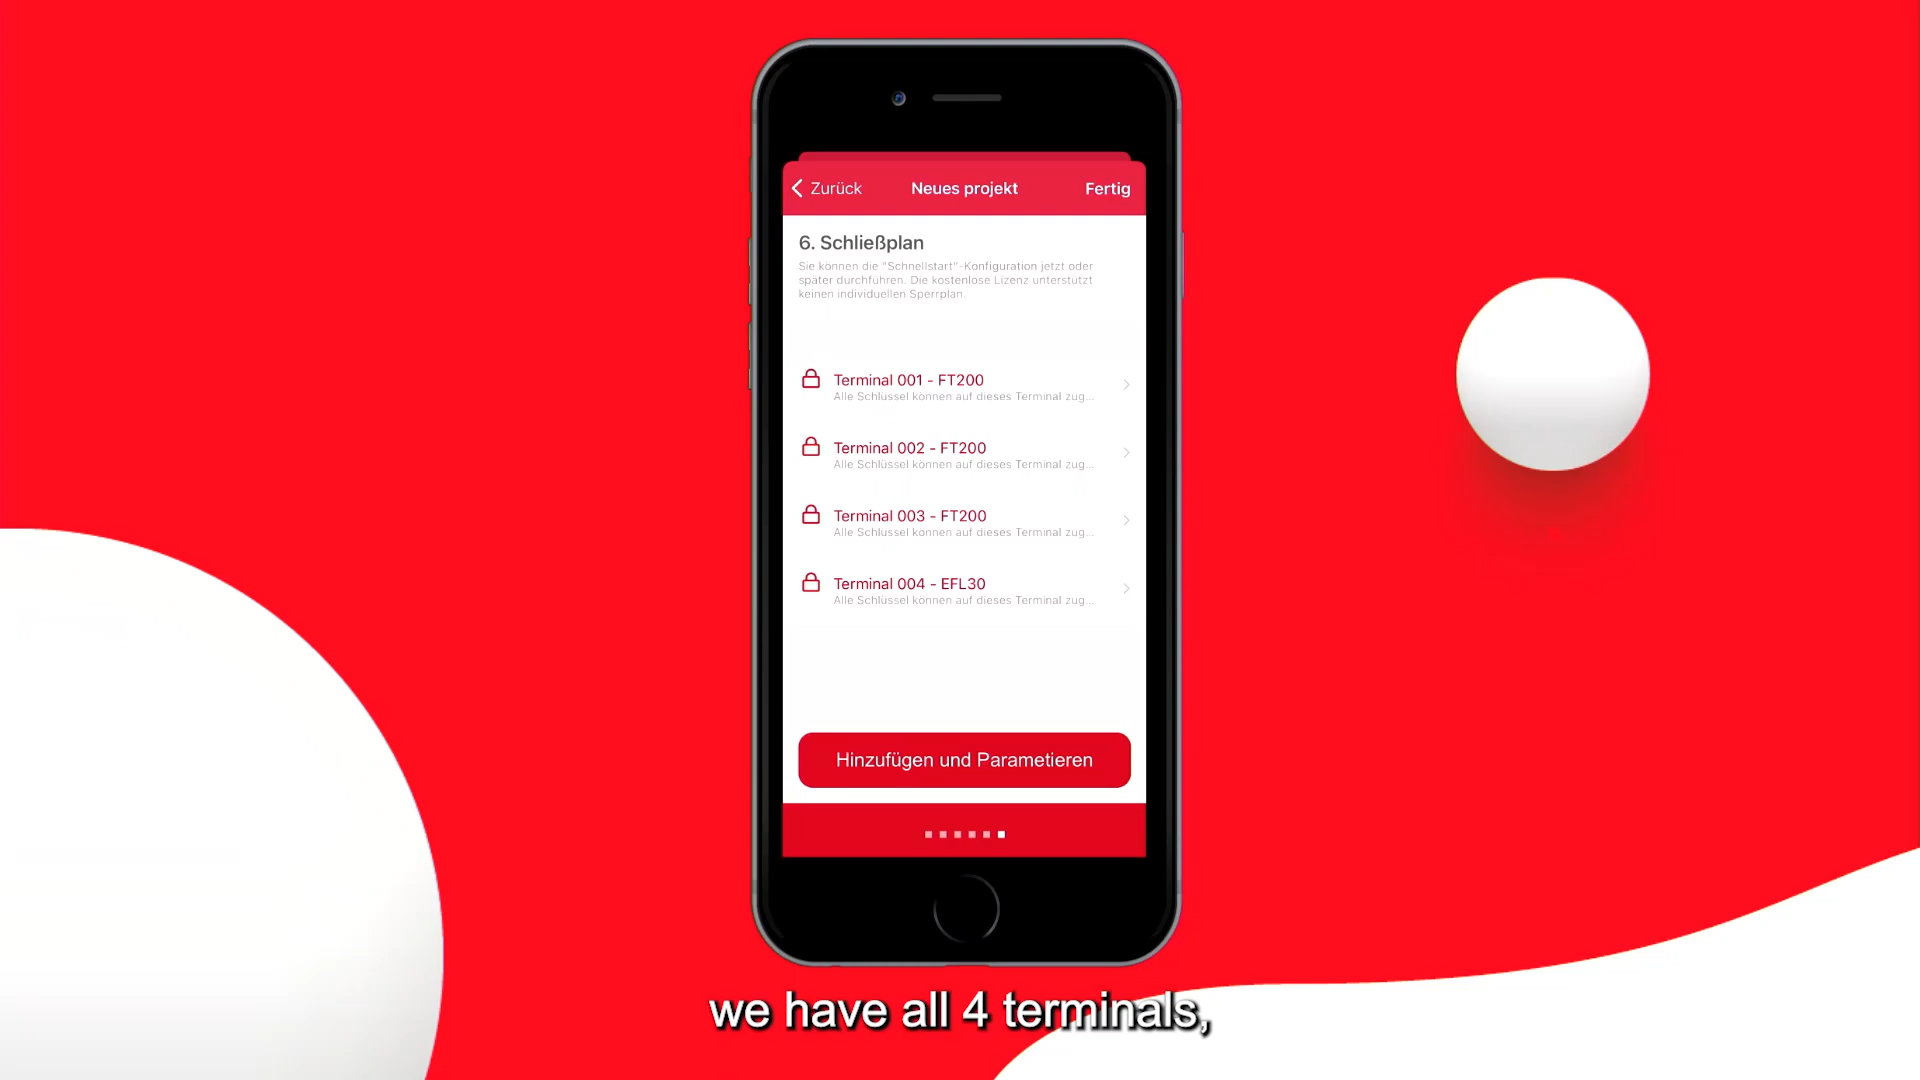 Zurück Neues projekt Fertig
6. Schließplan
Sie können die "Schnellstart"-Konfiguration jetzt oder
später durchführen. Die kostenlose Lizenz unterstützt
keinen individuellen Sperrplan.
Terminal 001 - FT200
Alle Schlüssel können auf dieses Terminal zug...
Terminal 002 - FT200
Alle Schlüssel können auf dieses Terminal zug...
Terminal 003 - FT200
Alle Schlüssel können auf dieses Terminal zug...
Terminal 004 - EFL30
Alle Schlüssel können auf dieses Terminal zug...
Hinzufügen und Parametieren
we have all 4 terminals,